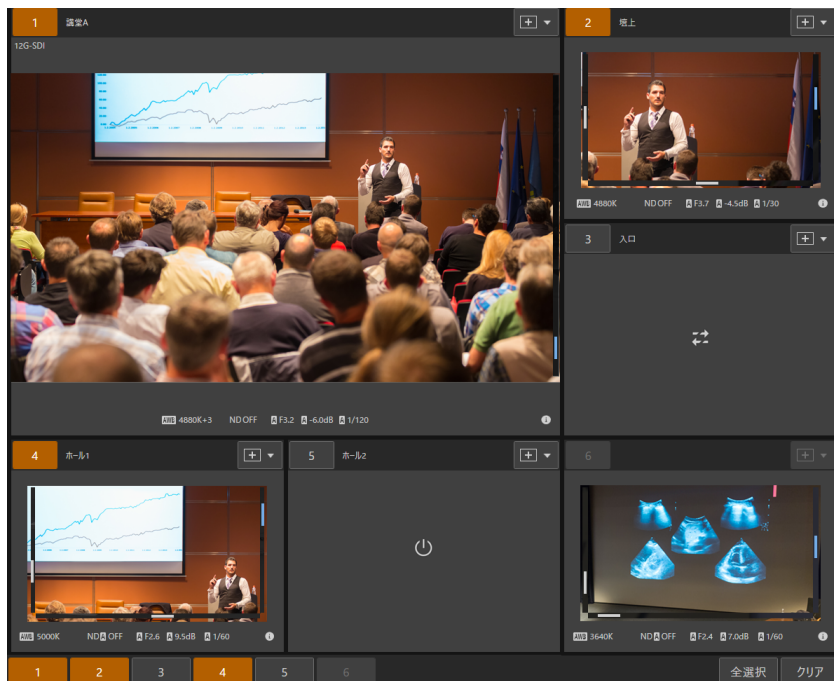 1 講堂A
12G-SDI
AWB 4880K+3 ND OFF A F3.2 A -6.0dB A 1/120
2 壇上
AWB 4880K ND OFF A F3.7 A -4.5dB A 1/30
3 入口
4 ホール1
AWB 5000K ND A OFF A F2.6 A 9.5dB A 1/60
5 ホール2
6
AWB 3640K ND A OFF A F2.4 A 7.0dB A 1/60
1 2 3 4 5 6 全選択 クリア